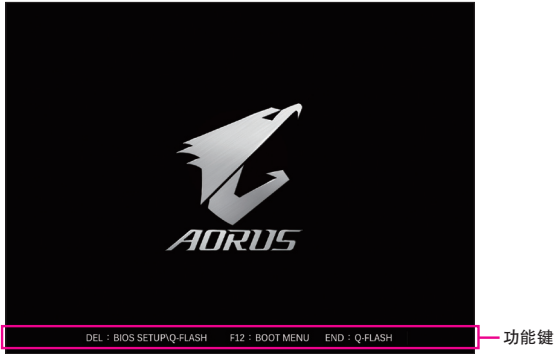 AORUS
DEL : BIOS SETUP\Q-FLASH F12 : BOOT MENU END : Q-FLASH
功能键